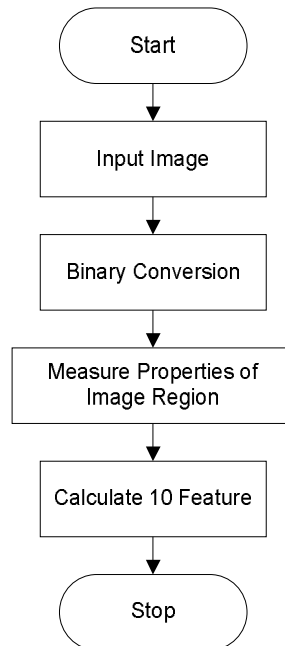 Start
Input Image
Binary Conversion
Measure Properties of
Image Region
Calculate 10 Feature
Stop